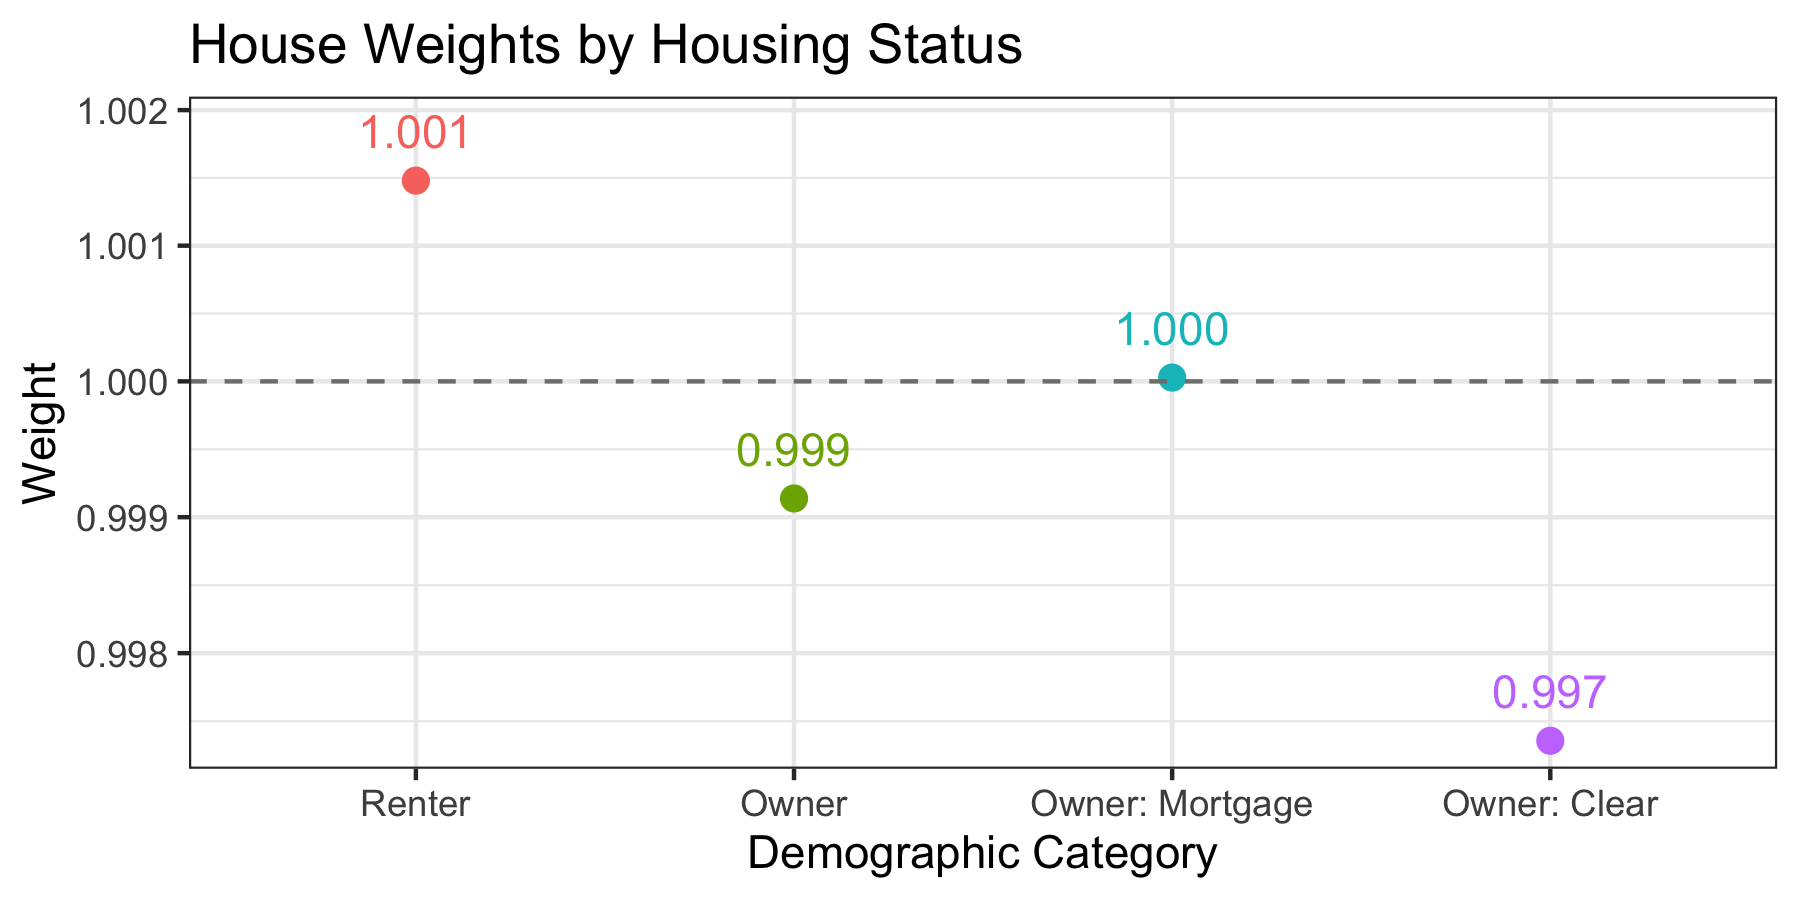 House Weights by Housing Status
1.002
1.001
1.001
1.000
1.000
0.999
0.999
0.998
0.997
Weight
Renter
Owner
Owner: Mortgage
Owner: Clear
Demographic Category